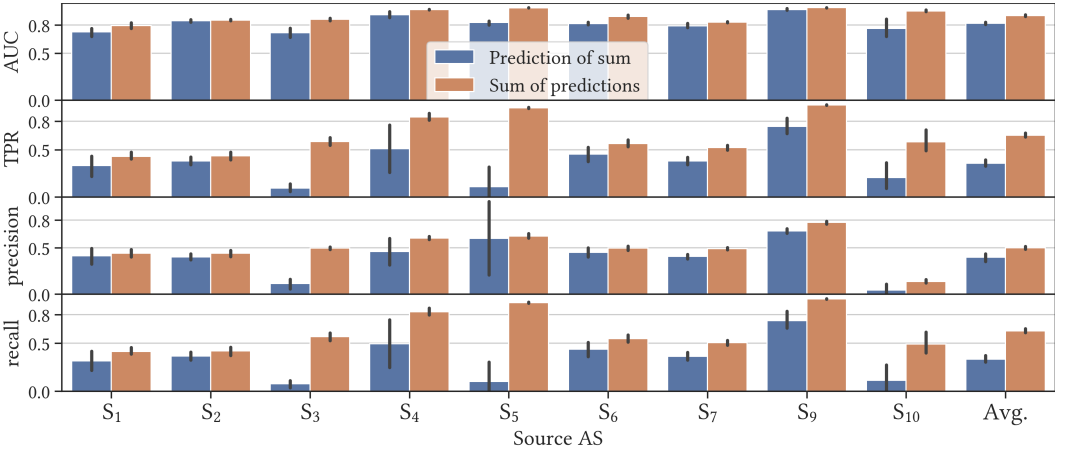 AUC
0.8
0.5
0.0
Prediction of sum
Sum of predictions
TPR
0.8
0.5
0.0
precision
0.8
0.5
0.0
recall
0.8
0.5
0.0
S₁ S₂ S₃ S₄ S₅ S₆ S₇ S₉ S₁₀ Avg.
Source AS